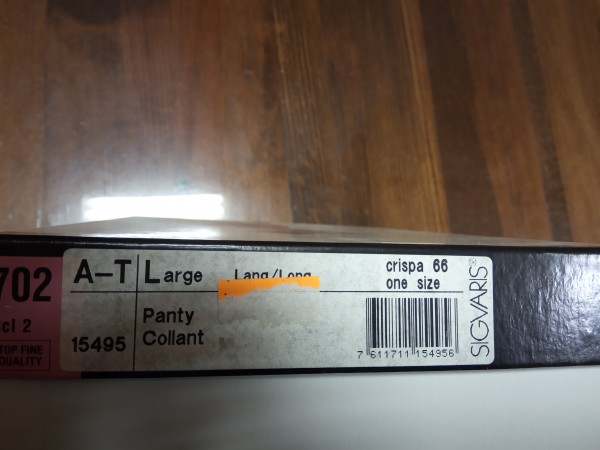 702
cl 2
TOP FINE
QUALITY
A-T
15495
Large Lang/Long
Panty
Collant
crispa 66
one size
7 611711 154956
SIGVARIS®